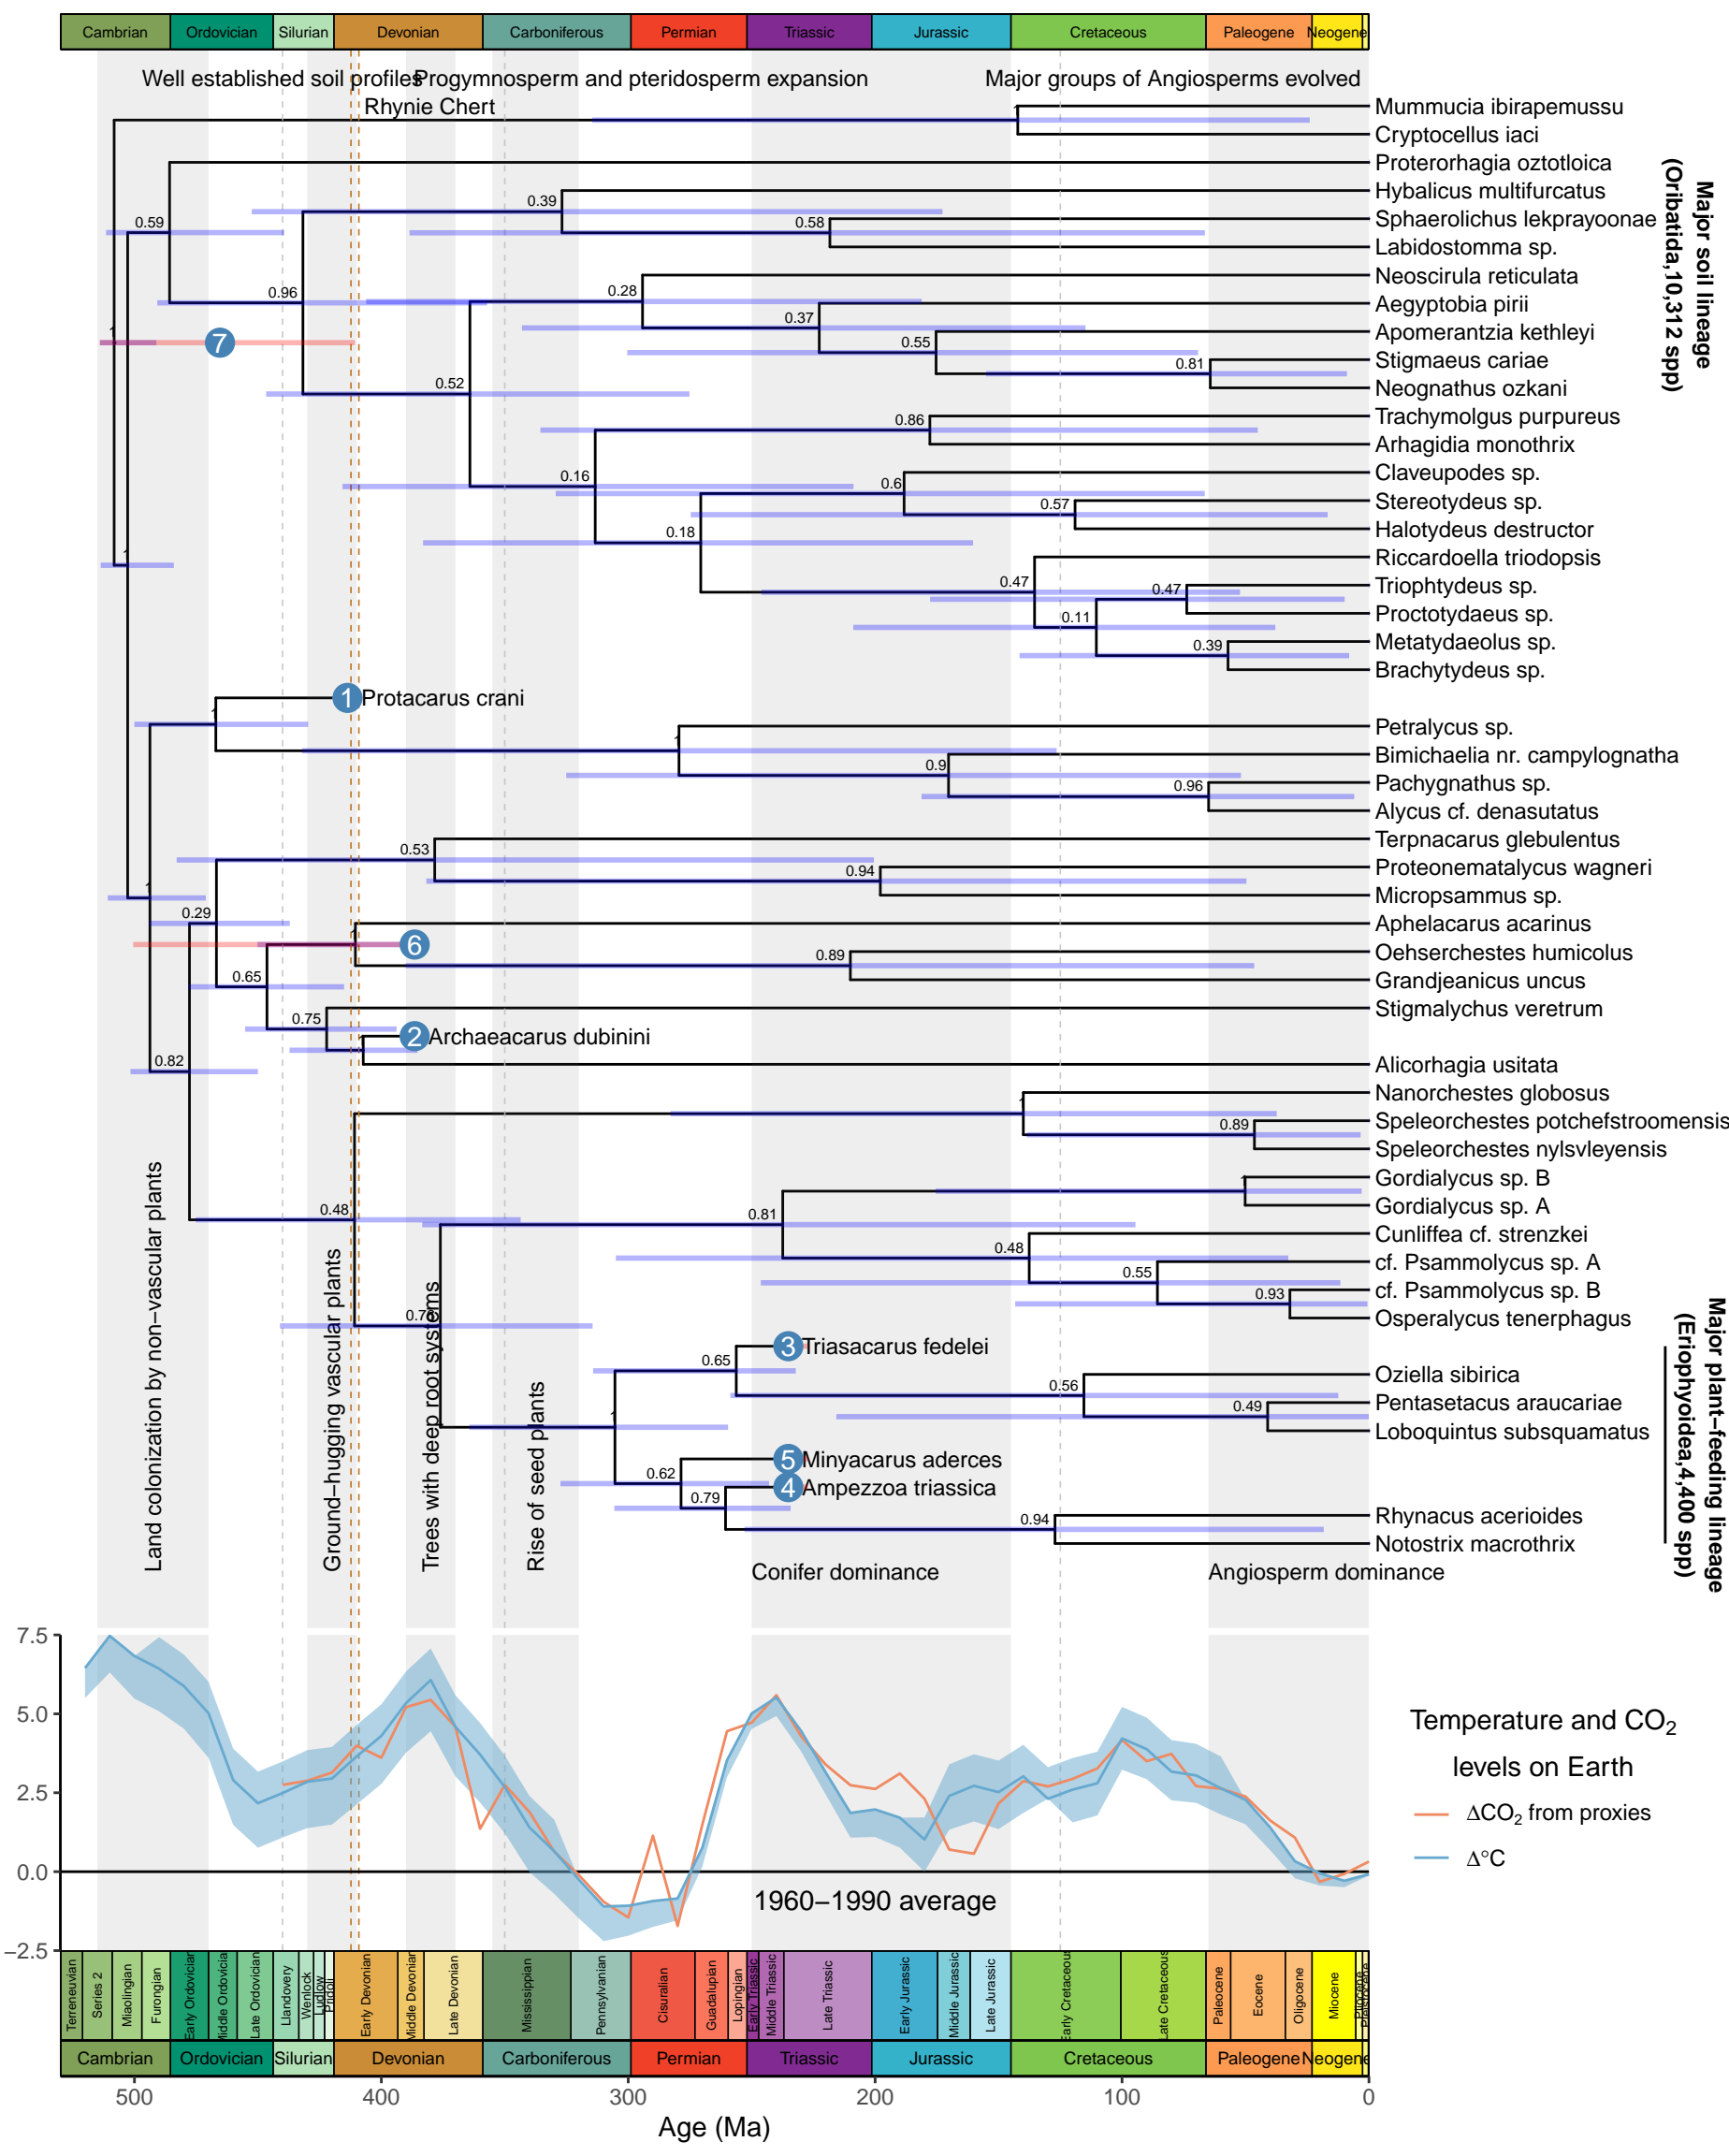 Cambrian Ordovician Silurian Devonian Carboniferous Permian Triassic Jurassic Cretaceous Paleogene Neogene
Well established soil profiles
Progymnosperm and pteridosperm expansion
Major groups of Angiosperms evolved
Rhynie Chert
Mummucia ibirapemussu
1
Cryptocellus iaci
Proterorhagia oztotloica
Hybalicus multifurcatus
0.39
Sphaerolichus lekprayoonae
0.59
0.58
Labidostomma sp.
Neoscirula reticulata
0.96
0.28
Aegyptobia pirii
0.37
Apomerantzia kethleyi
1
7
0.55
Stigmaeus cariae
0.81
Neognathus ozkani
0.52
Trachymolgus purpureus
0.86
Arhagidia monothrix
Claveupodes sp.
0.16
0.6
Stereotydeus sp.
0.57
Halotydeus destructor
0.18
Riccardoella triodopsis
1
0.47
Triophtydeus sp.
0.47
Proctotydaeus sp.
0.11
Metatydaeolus sp.
0.39
Brachytydeus sp.
Major soil lineage
(Oribatida,10,312 spp)
1
Protacarus crani
1
Petralycus sp.
1
Bimichaelia nr. campylognatha
0.9
Pachygnathus sp.
0.96
Alycus cf. denasutatus
Terpnacarus glebulentus
0.53
Proteonematalycus wagneri
0.94
Micropsammus sp.
1
0.29
Aphelacarus acarinus
1
6
Oehserchestes humicolus
0.89
Grandjeanicus uncus
0.65
Stigmalychus veretrum
0.75
2
Archaeacarus dubinini
1
Alicorhagia usitata
0.82
Nanorchestes globosus
1
Speleorchestes potchefstroomensis
0.89
Speleorchestes nylsvleyensis
Gordialycus sp. B
1
Gordialycus sp. A
0.48
0.81
Cunliffea cf. strenzkei
0.48
cf. Psammolycus sp. A
0.55
cf. Psammolycus sp. B
0.93
Osperalycus tenerphagus
3
Triasacarus fedelei
0.65
Oziella sibirica
0.56
Pentasetacus araucariae
0.49
Loboquintus subsquamatus
1
5
Minyacarus aderces
0.62
4
Ampezzoa triassica
0.79
Rhynacus acerioides
0.94
Notostrix macrothrix
Major plant−feeding lineage
(Eriophyoidea,4,400 spp)
Land colonization by non−vascular plants
Ground−hugging vascular plants
Trees with deep root systems
Rise of seed plants
Conifer dominance
Angiosperm dominance
7.5
5.0
2.5
0.0
−2.5
1960−1990 average
Temperature and CO2
levels on Earth
ΔCO2 from proxies
Δ°C
Terreneuvian
Series 2
Miaolingian
Furongian
Early Ordovician
Middle Ordovicia
Late Ordovician
Llandovery
Wenlock
Ludlow
Pridoli
Early Devonian
Middle Devonian
Late Devonian
Mississippian
Pennsylvanian
Cisuralian
Guadalupian
Lopingian
Early Triassic
Middle Triassic
Late Triassic
Early Jurassic
Middle Jurassic
Late Jurassic
Early Cretaceous
Late Cretaceous
Paleocene
Eocene
Oligocene
Miocene
Cambrian Ordovician Silurian Devonian Carboniferous Permian Triassic Jurassic Cretaceous Paleogene Neogene
500 400 300 200 100 0
Age (Ma)